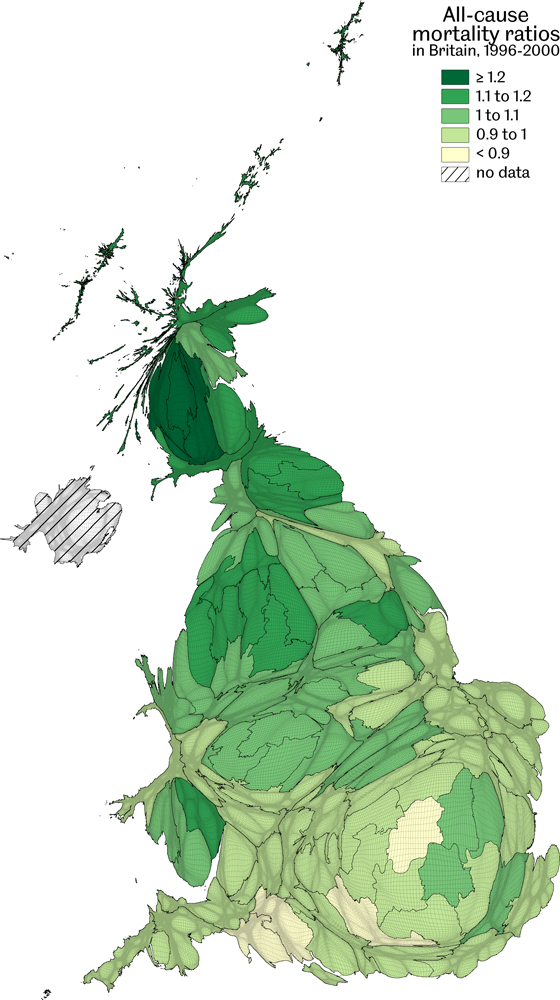 All-cause
mortality ratios
in Britain, 1996-2000
≥ 1.2
1.1 to 1.2
1 to 1.1
0.9 to 1
< 0.9
no data